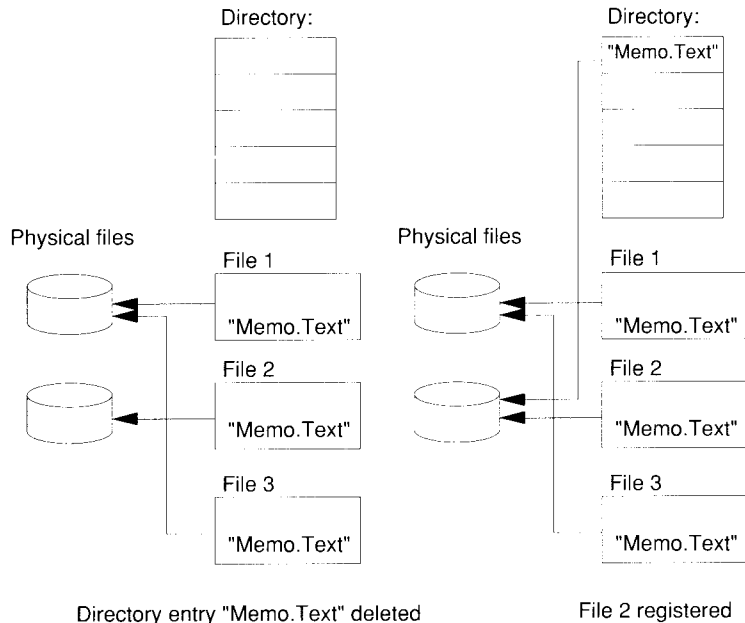 Directory:
Physical files
File 1
"Memo.Text"
File 2
"Memo.Text"
File 3
"Memo.Text"
Directory entry "Memo.Text" deleted
Directory:
"Memo.Text"
Physical files
File 1
"Memo.Text"
File 2
"Memo.Text"
File 3
"Memo.Text"
File 2 registered